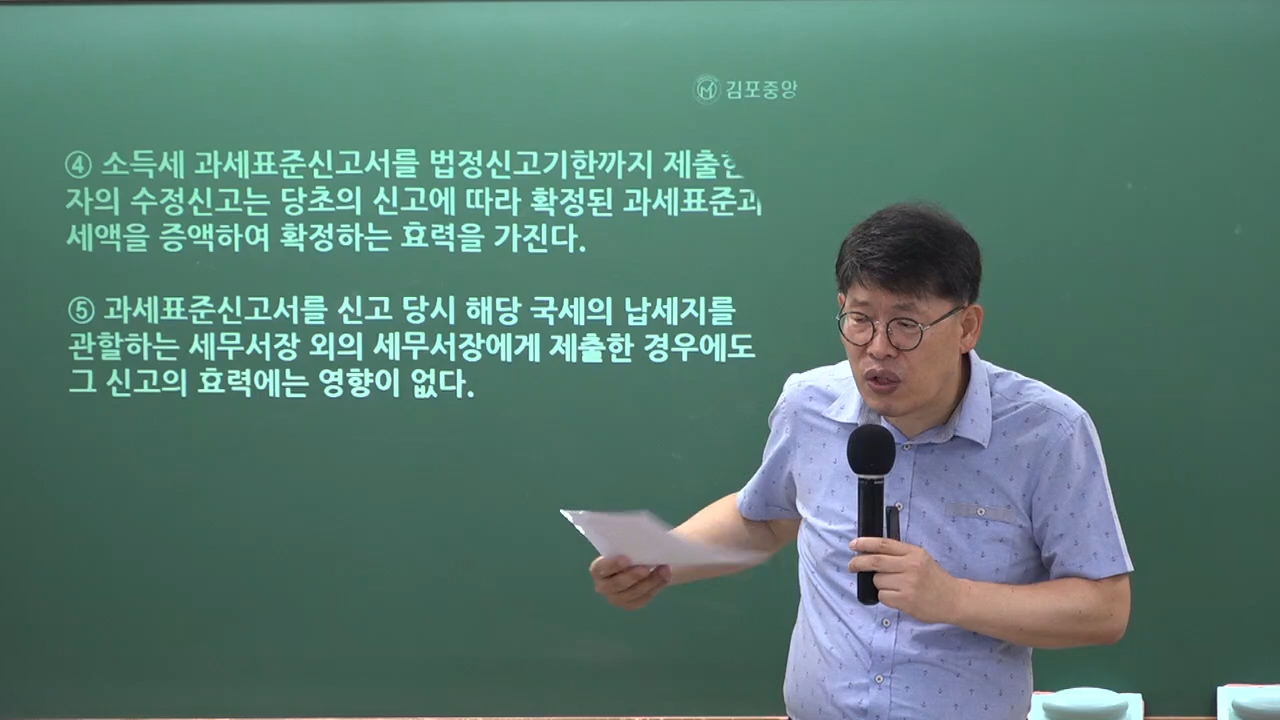 김포중앙
④ 소득세 과세표준신고서를 법정신고기한까지 제출한
자의 수정신고는 당초의 신고에 따라 확정된 과세표준과
세액을 증액하여 확정하는 효력을 가진다.
⑤ 과세표준신고서를 신고 당시 해당 국세의 납세지를
관할하는 세무서장 외의 세무서장에게 제출한 경우에도
그 신고의 효력에는 영향이 없다.